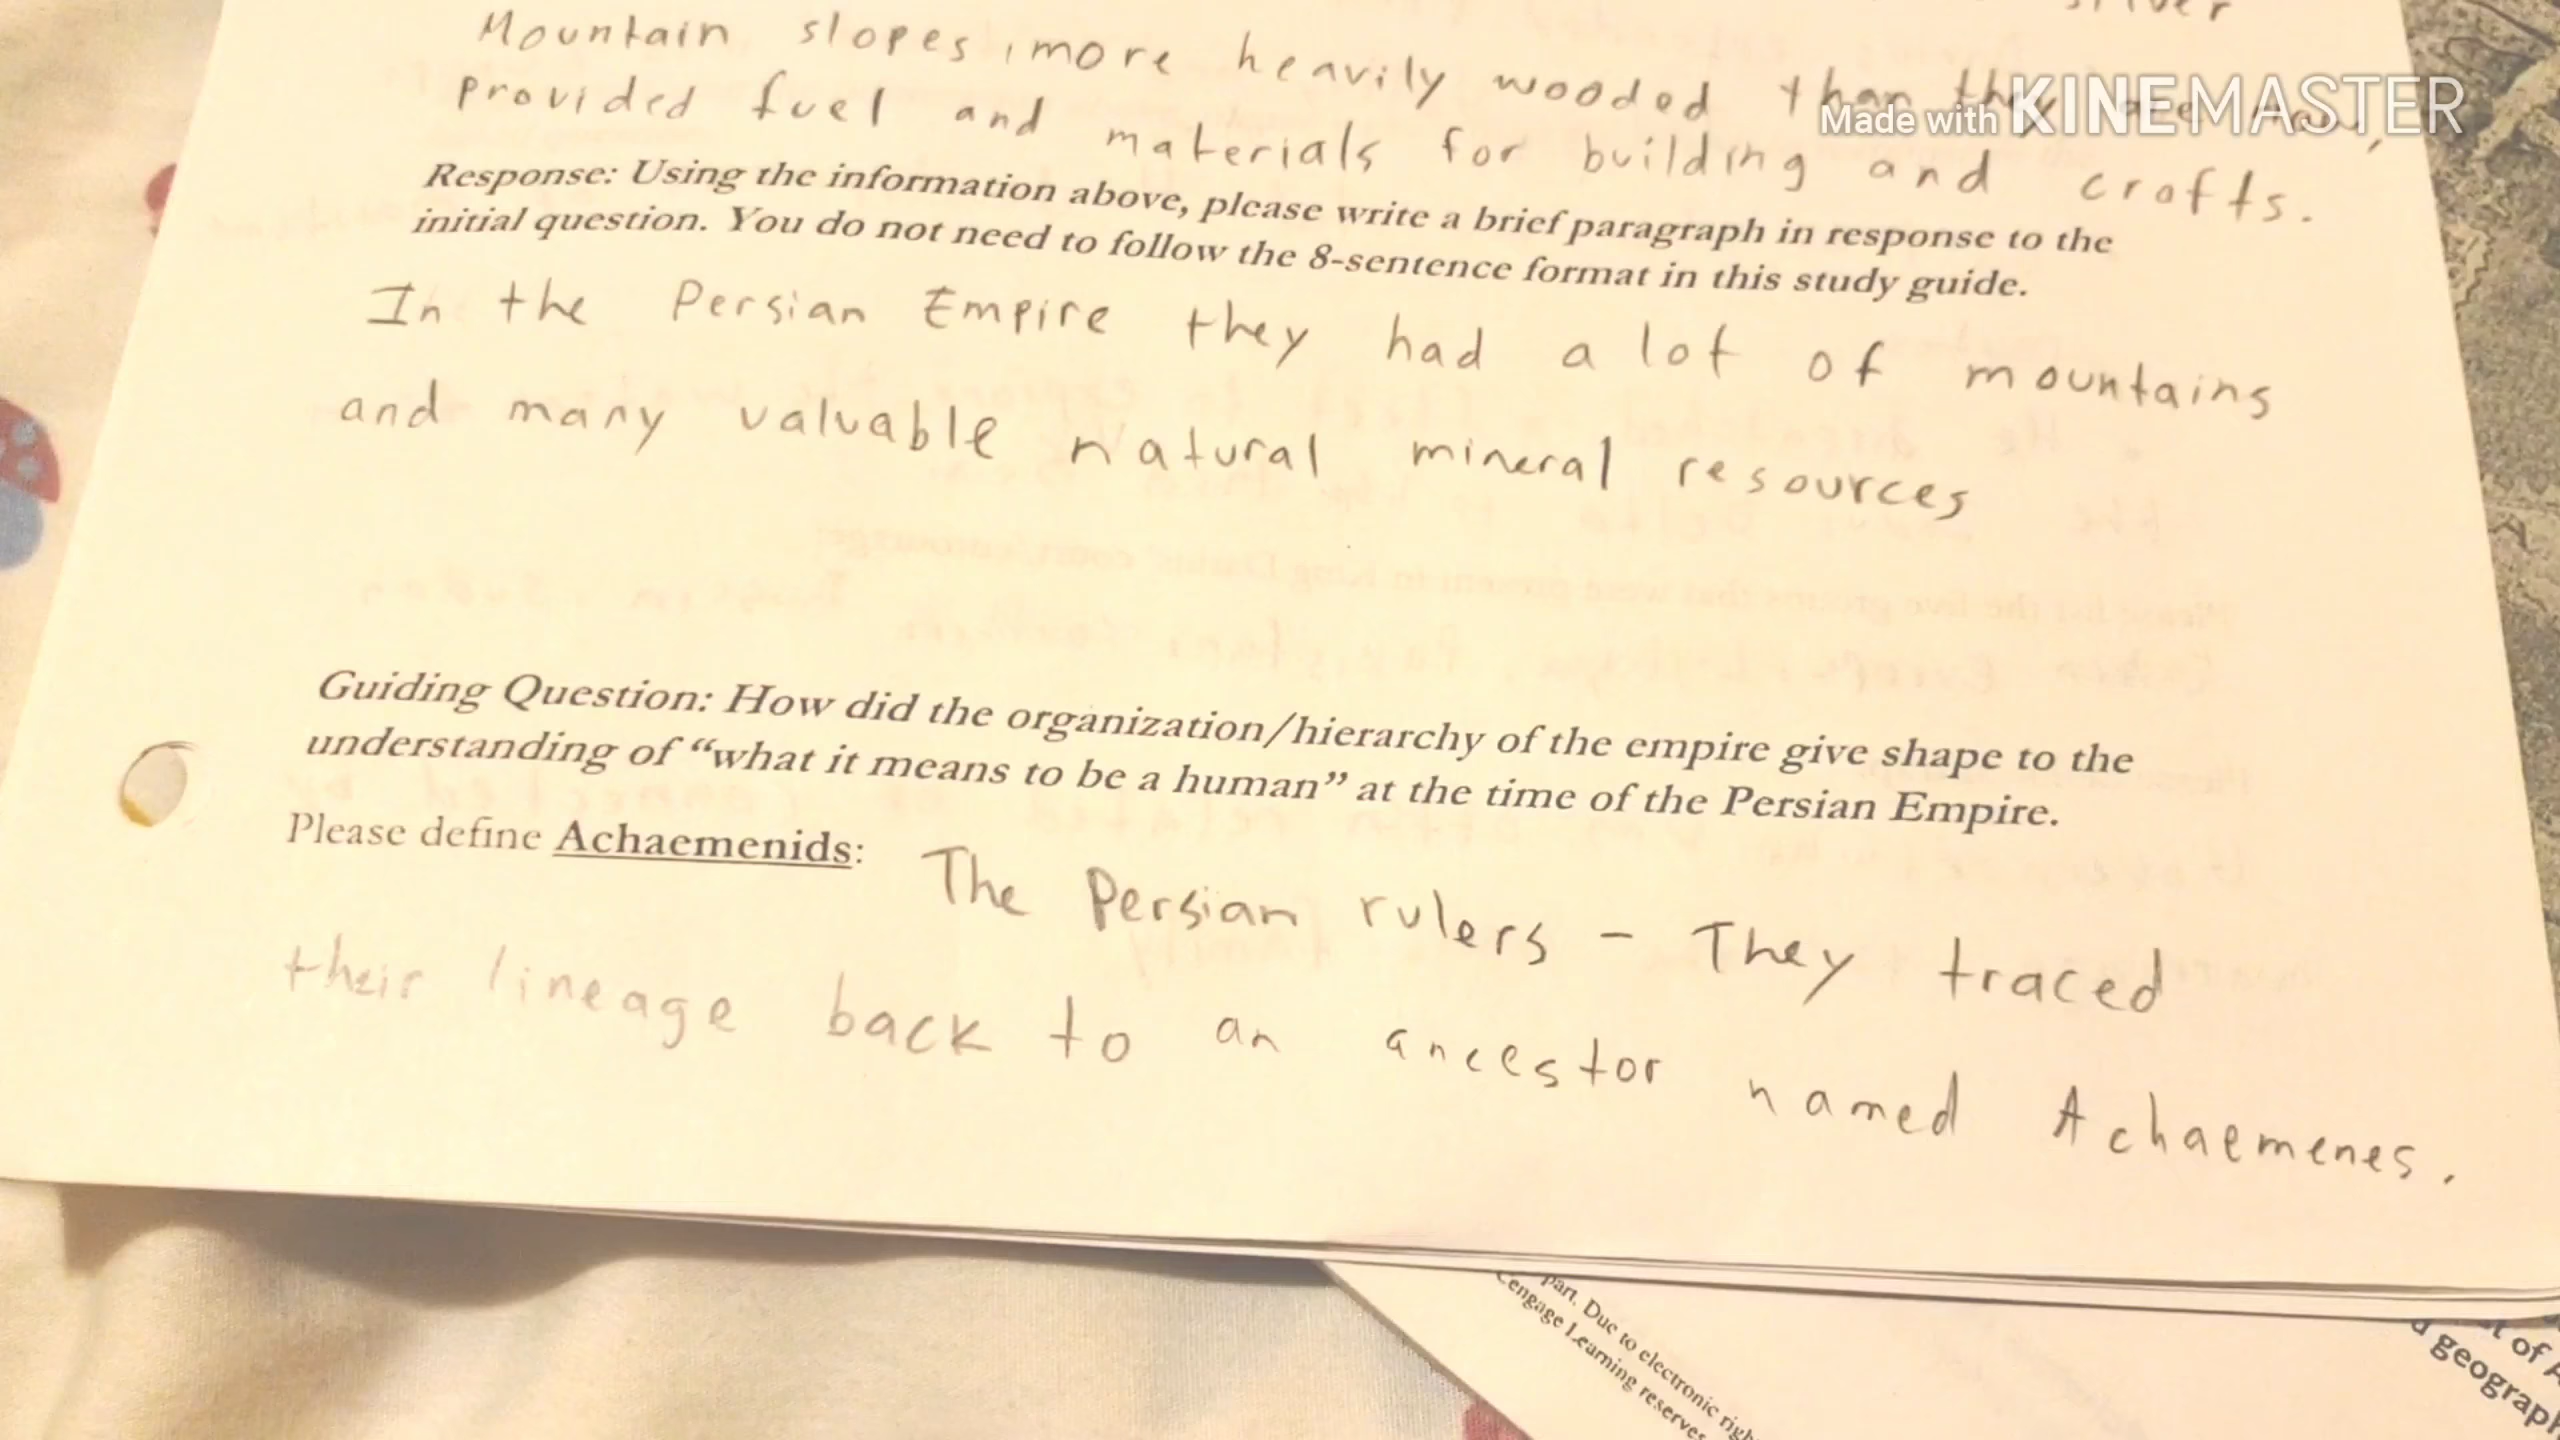 silver
Mountain slopes, more heavily wooded than they are now,
provided fuel and materials for building and crafts.
Made with KINEMASTER
Response: Using the information above, please write a brief paragraph in response to the
initial question. You do not need to follow the 8-sentence format in this study guide.
In the Persian Empire they had a lot of mountains
and many valuable natural mineral resources
Guiding Question: How did the organization/hierarchy of the empire give shape to the
understanding of "what it means to be a human" at the time of the Persian Empire.
Please define Achaemenids: The Persian rulers - They traced
their lineage back to an ancestor named Achaemenes.
part. Due to electronic
Cengage Learning reserves